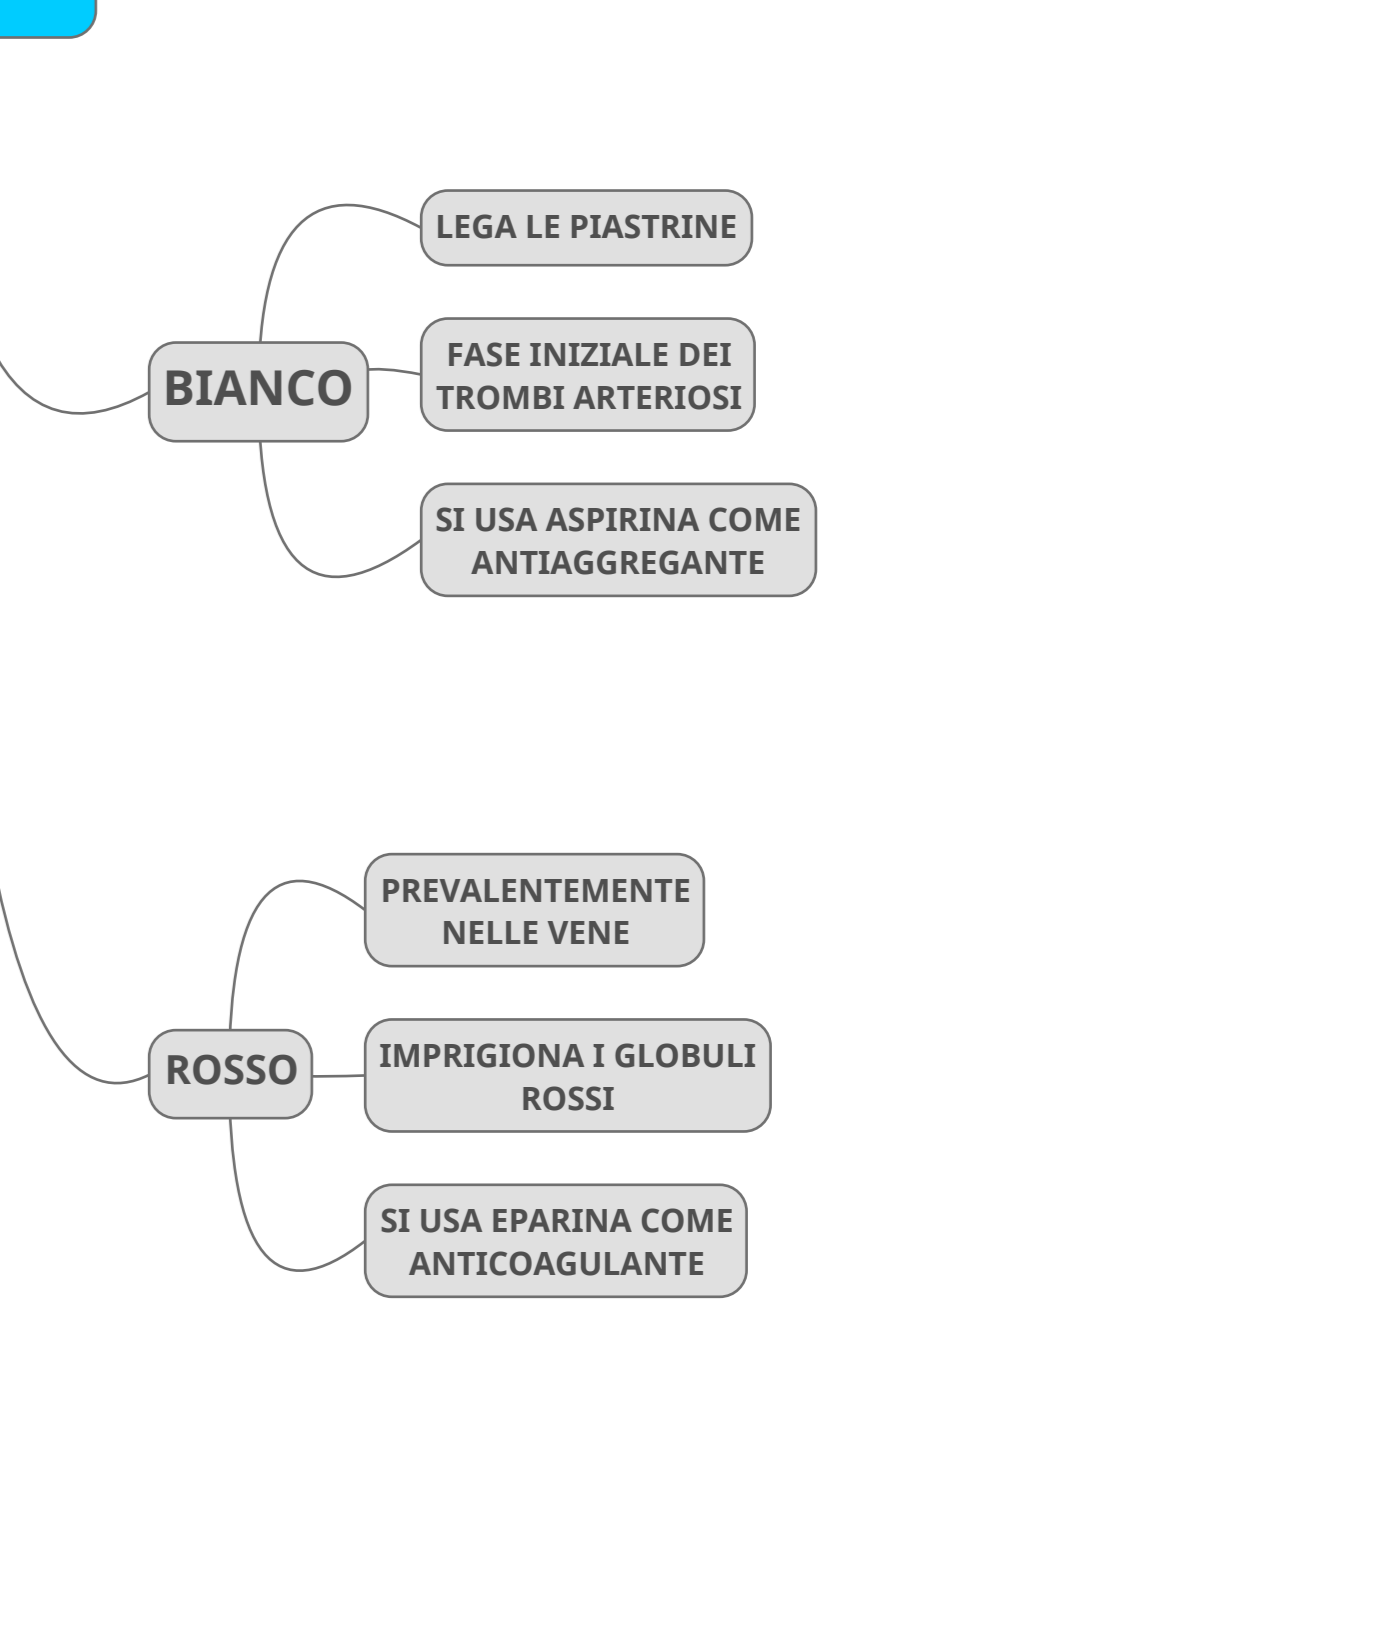 LEGA LE PIASTRINE
BIANCO
FASE INIZIALE DEI
TROMBI ARTERIOSI
SI USA ASPIRINA COME
ANTIAGGREGANTE
PREVALENTEMENTE
NELLE VENE
ROSSO
IMPRIGIONA I GLOBULI
ROSSI
SI USA EPARINA COME
ANTICOAGULANTE